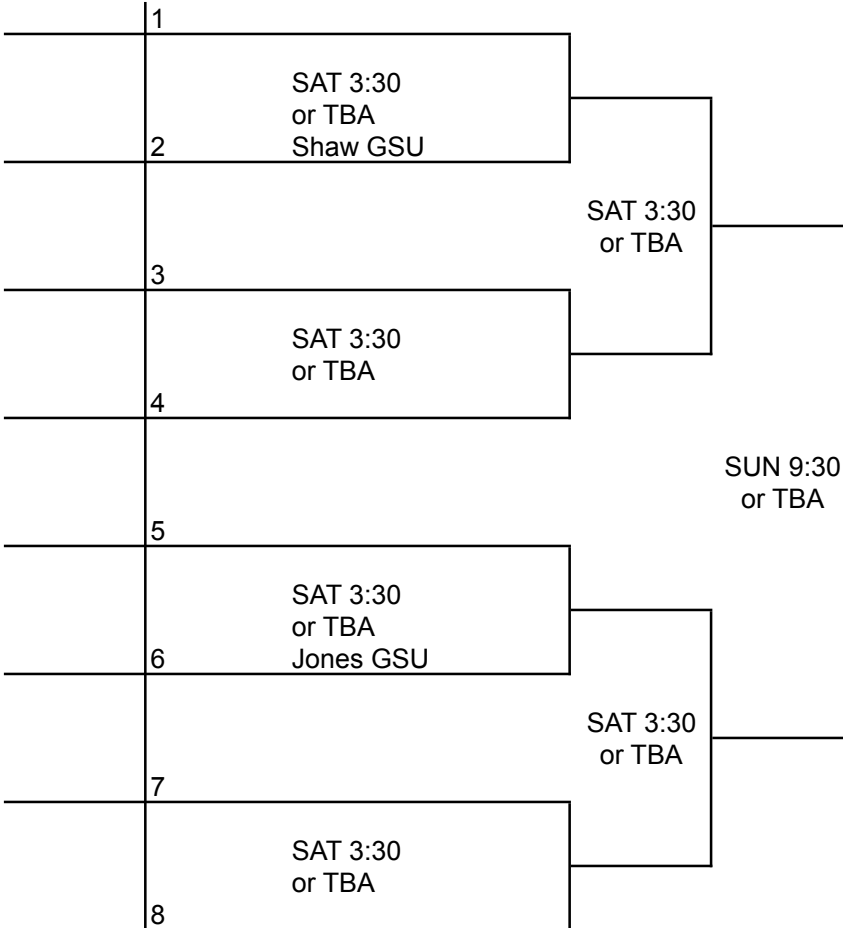 1
SAT 3:30
or TBA
2 Shaw GSU
SAT 3:30
or TBA
3
SAT 3:30
or TBA
4
SUN 9:30
or TBA
5
SAT 3:30
or TBA
6 Jones GSU
SAT 3:30
or TBA
7
SAT 3:30
or TBA
8